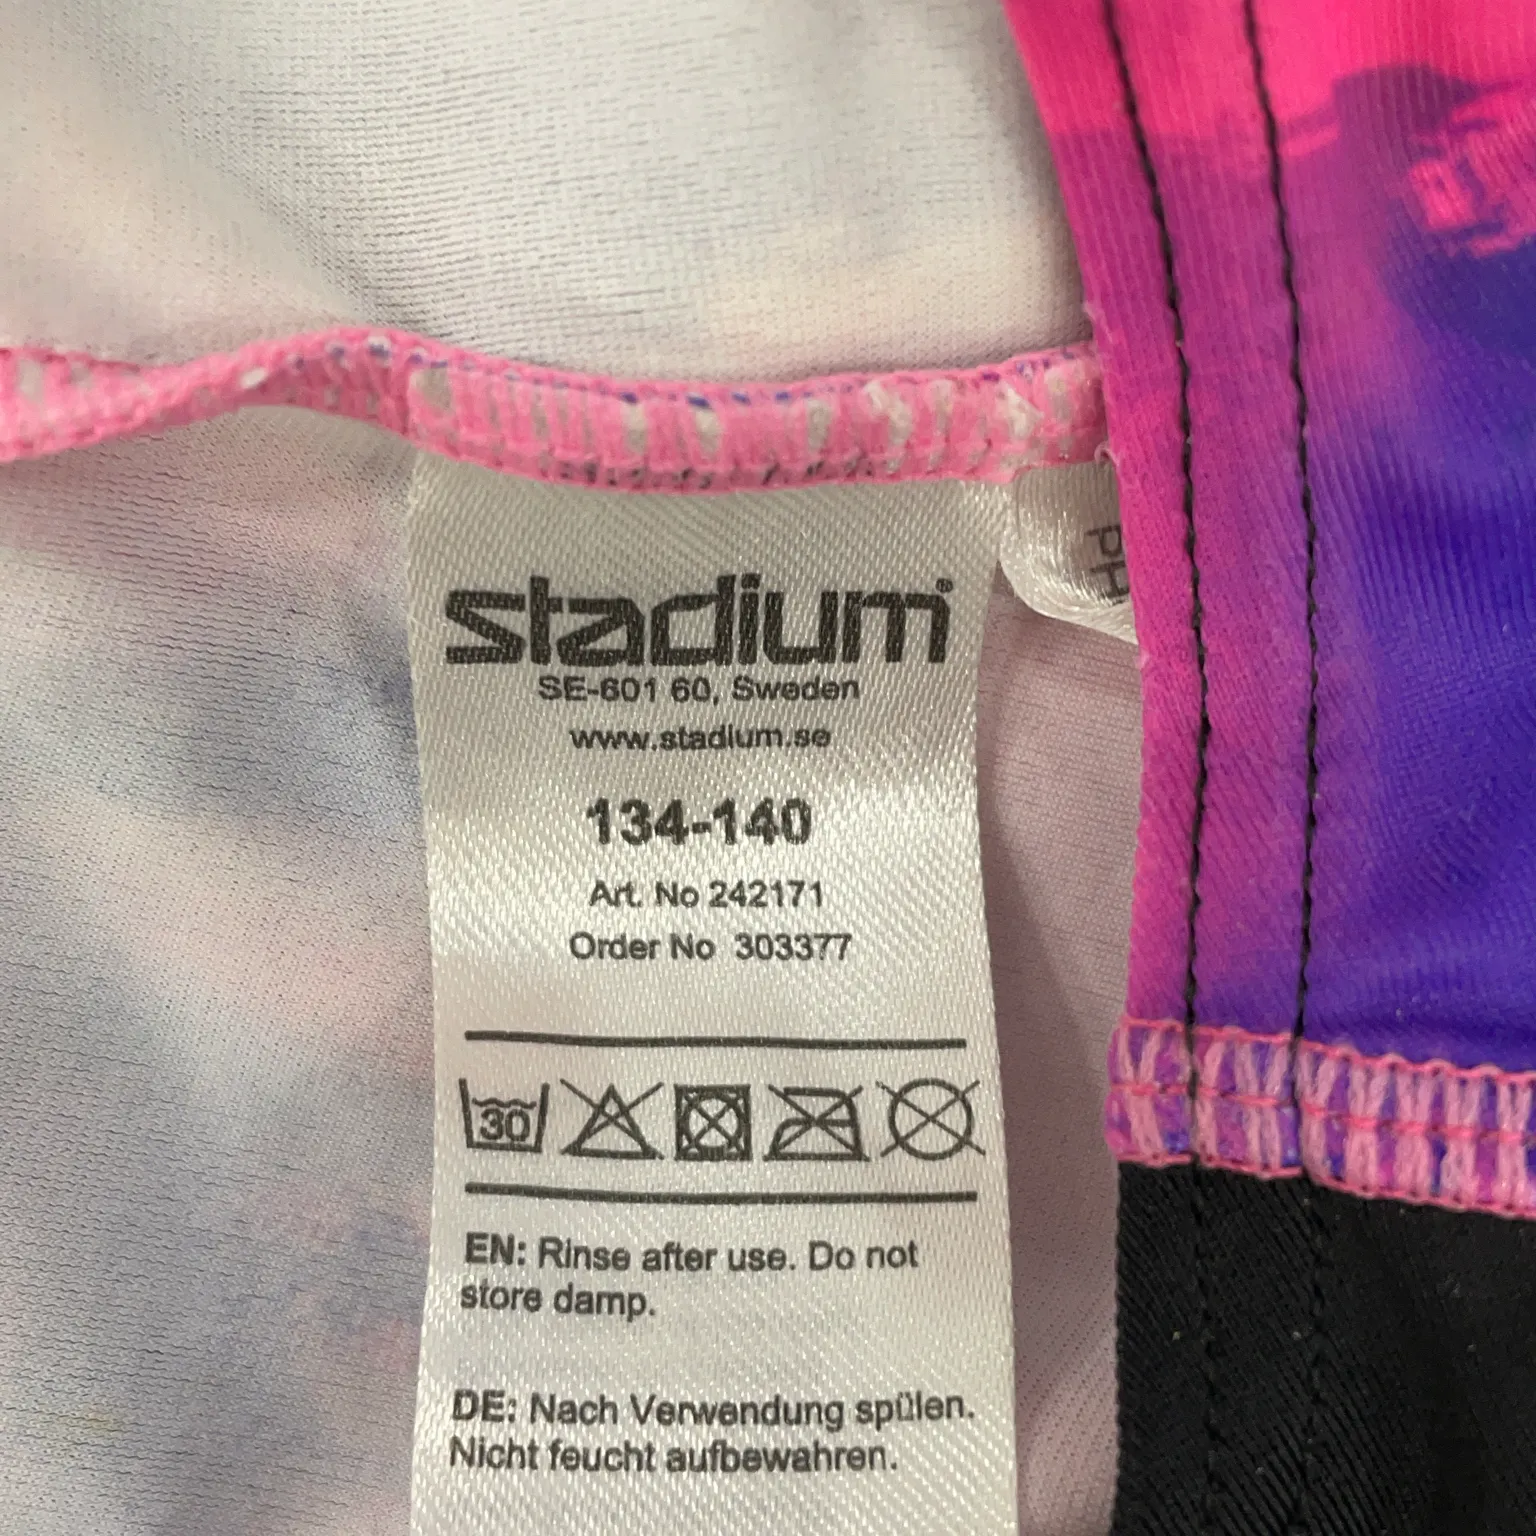 stadium®
SE-601 60, Sweden
www.stadium.se
134-140
Art. No 242171
Order No 303377
30
EN: Rinse after use. Do not
store damp.
DE: Nach Verwendung spülen.
Nicht feucht aufbewahren.